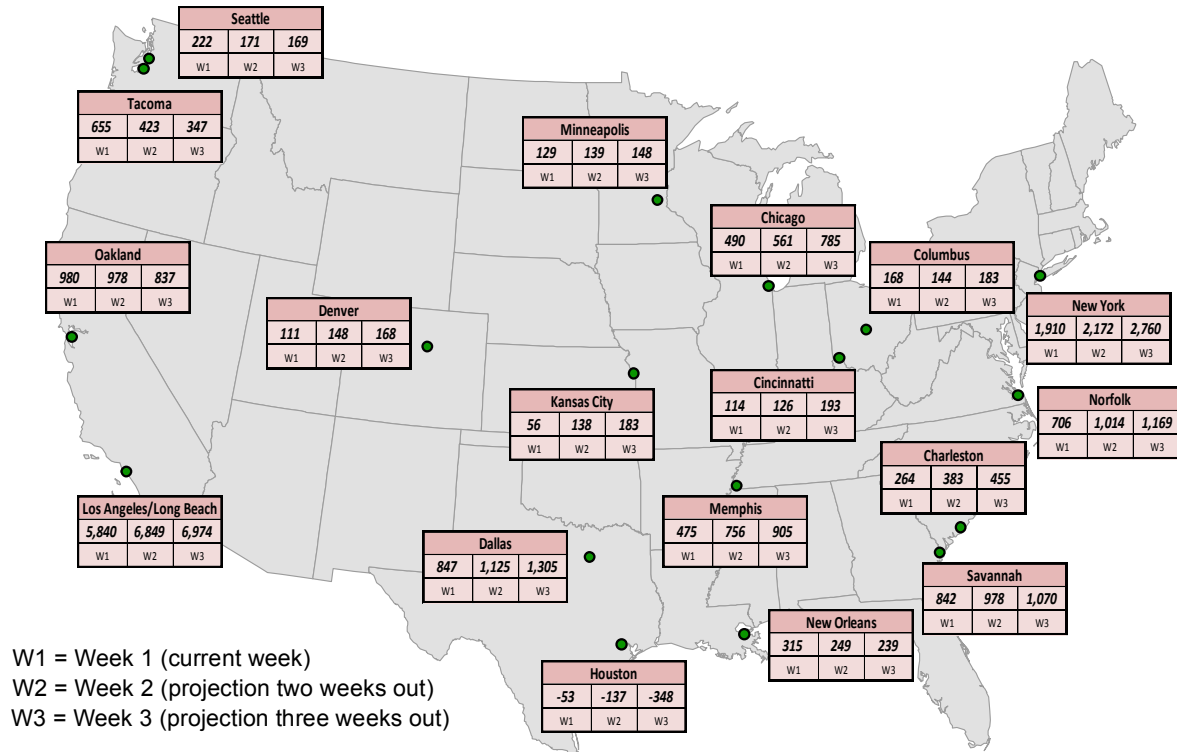 Seattle
222 171 169
W1 W2 W3
Tacoma
655 423 347
W1 W2 W3
Minneapolis
129 139 148
W1 W2 W3
Chicago
490 561 785
W1 W2 W3
Oakland
980 978 837
W1 W2 W3
Columbus
168 144 183
W1 W2 W3
Denver
111 148 168
W1 W2 W3
New York
1,910 2,172 2,760
W1 W2 W3
Kansas City
56 138 183
W1 W2 W3
Cincinnatti
114 126 193
W1 W2 W3
Norfolk
706 1,014 1,169
W1 W2 W3
Charleston
264 383 455
W1 W2 W3
Los Angeles/Long Beach
5,840 6,849 6,974
W1 W2 W3
Memphis
475 756 905
W1 W2 W3
Dallas
847 1,125 1,305
W1 W2 W3
Savannah
842 978 1,070
W1 W2 W3
New Orleans
315 249 239
W1 W2 W3
Houston
-53 -137 -348
W1 W2 W3
W1 = Week 1 (current week)
W2 = Week 2 (projection two weeks out)
W3 = Week 3 (projection three weeks out)